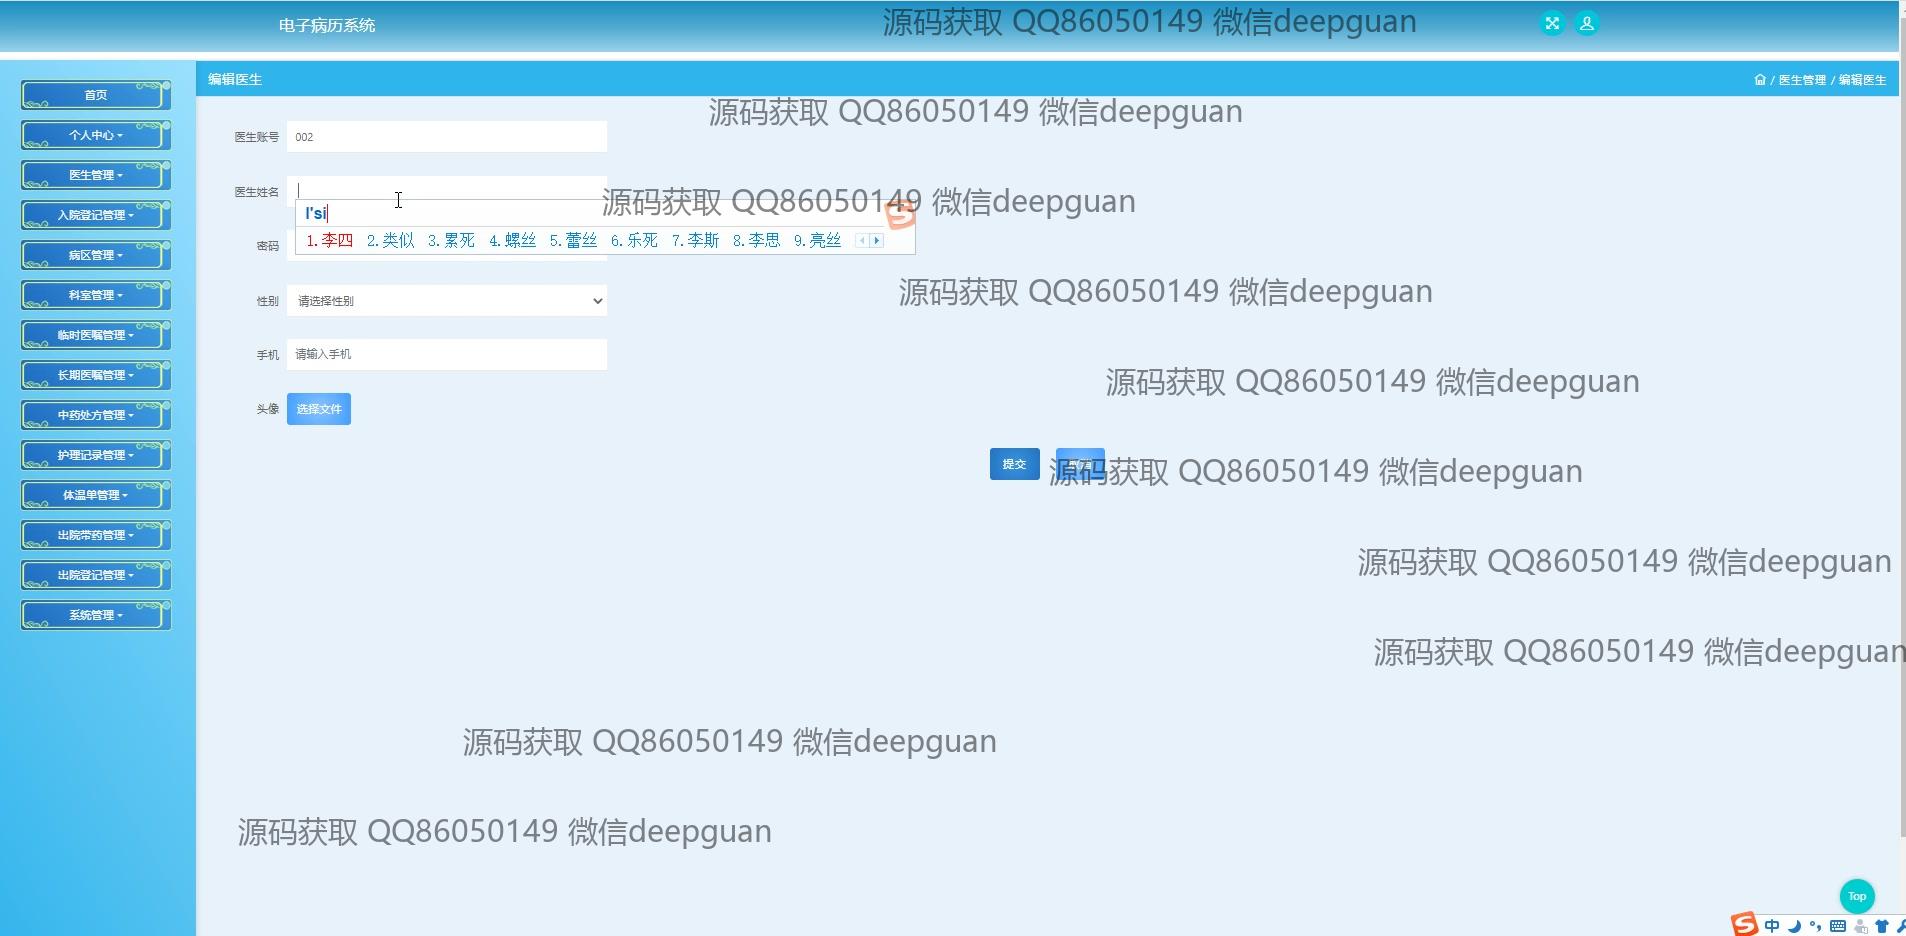 电子病历系统
源码获取 QQ86050149 微信deepguan
编辑医生
/ 医生管理 / 编辑医生
首页
个人中心
医生管理
入院登记管理
病区管理
科室管理
临时医嘱管理
长期医嘱管理
中药处方管理
护理记录管理
体温单管理
出院带药管理
出院登记管理
系统管理
源码获取 QQ86050149 微信deepguan
医生账号 002
医生姓名
源码获取 QQ86050149 微信deepguan
l'si
1.李四 2.类似 3.累死 4.螺丝 5.蕾丝 6.乐死 7.李斯 8.李思 9.亮丝
密码
性别 请选择性别
源码获取 QQ86050149 微信deepguan
手机 请输入手机
源码获取 QQ86050149 微信deepguan
头像 选择文件
提交
源码获取 QQ86050149 微信deepguan
源码获取 QQ86050149 微信deepguan
源码获取 QQ86050149 微信deepguan
源码获取 QQ86050149 微信deepguan
源码获取 QQ86050149 微信deepguan
Top
中